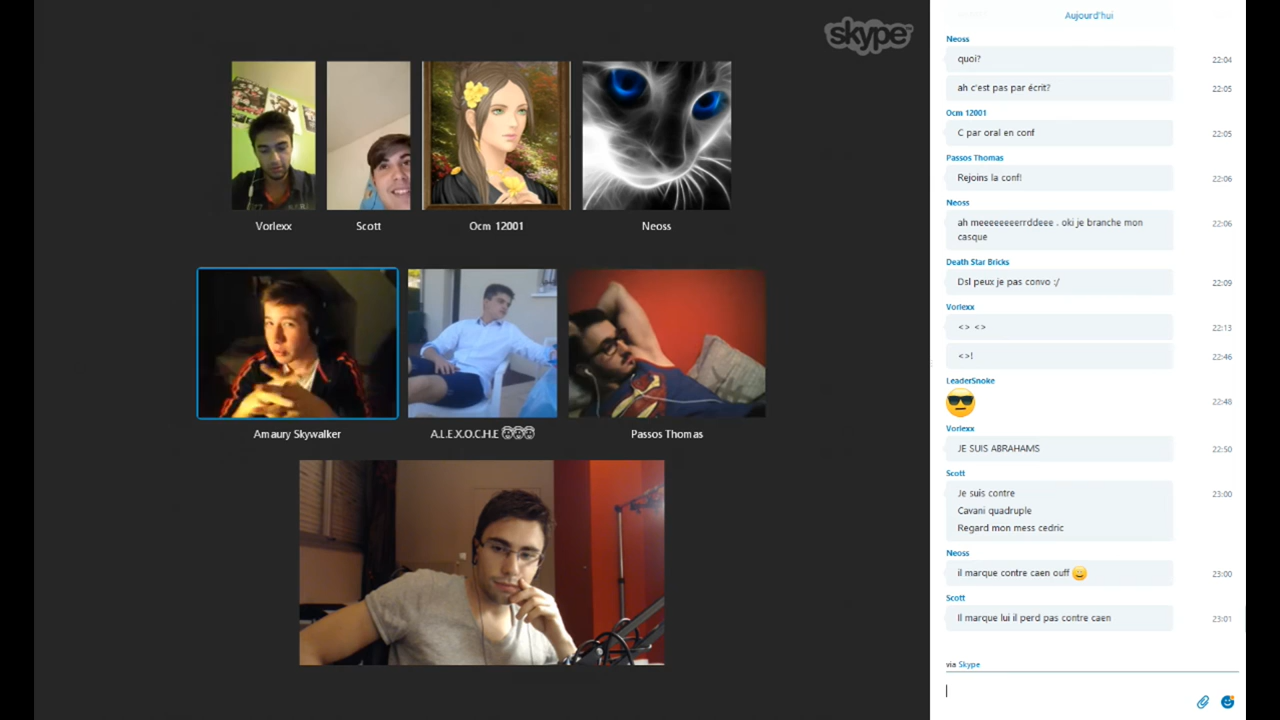 skype
Vorlexx
Scott
Ocm 12001
Neoss
Amaury Skywalker
A.L.E.X.O.C.H.E
Passos Thomas
Aujourd'hui
Neoss
quoi?
22:04
ah c'est pas par écrit?
22:05
Ocm 12001
C par oral en conf
22:05
Passos Thomas
Rejoins la conf!
22:06
Neoss
ah meeeeeeeerrddeee . oki je branche mon
casque
22:06
Death Star Bricks
Dsl peux je pas convo :/
22:09
Vorlexx
<> <>
22:13
<>!
22:46
LeaderSnoke
22:48
Vorlexx
JE SUIS ABRAHAMS
22:50
Scott
Je suis contre
23:00
Cavani quadruple
Regard mon mess cedric
Neoss
il marque contre caen ouff
23:00
Scott
Il marque lui il perd pas contre caen
23:01
via Skype